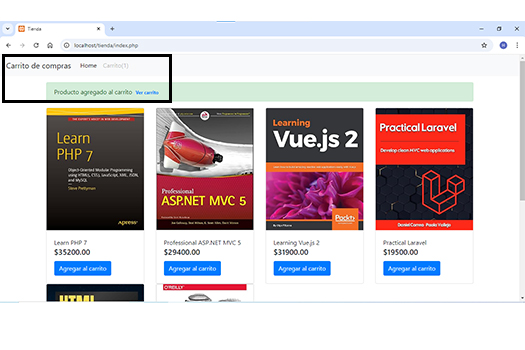 Tienda
localhost/tienda/index.php
Carrito de compras Home Carrito(1)
Producto agregado al carrito Ver carrito
Learn
PHP 7
Object-Oriented Modular Programming
using HTML5, CSS3, JavaScript, XML, JSON,
and MySQL
Steve Prettyman
Apress
Professional
ASP.NET MVC 5
Learning
Vue.js 2
Packt
Practical Laravel
Develop clean MVC web applications
Daniel Correa Paola Vallejo
Learn PHP 7
$35200.00
Agregar al carrito
Professional ASP.NET MVC 5
$29400.00
Agregar al carrito
Learning Vue.js 2
$31900.00
Agregar al carrito
Practical Laravel
$19500.00
Agregar al carrito
HTML
O'REILLY